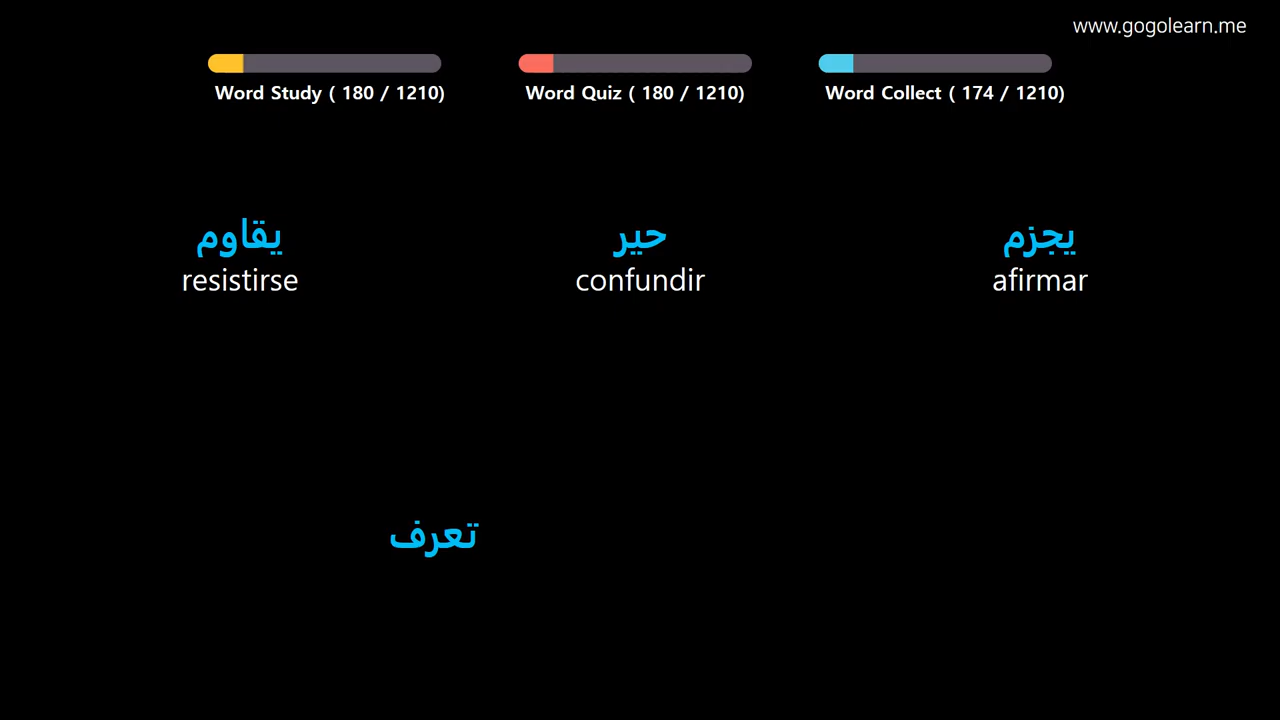 www.gogolearn.me
Word Study ( 180 / 1210)
Word Quiz ( 180 / 1210)
Word Collect ( 174 / 1210)
يقاوم
resistirse
حير
confundir
يجزم
afirmar
تعرف